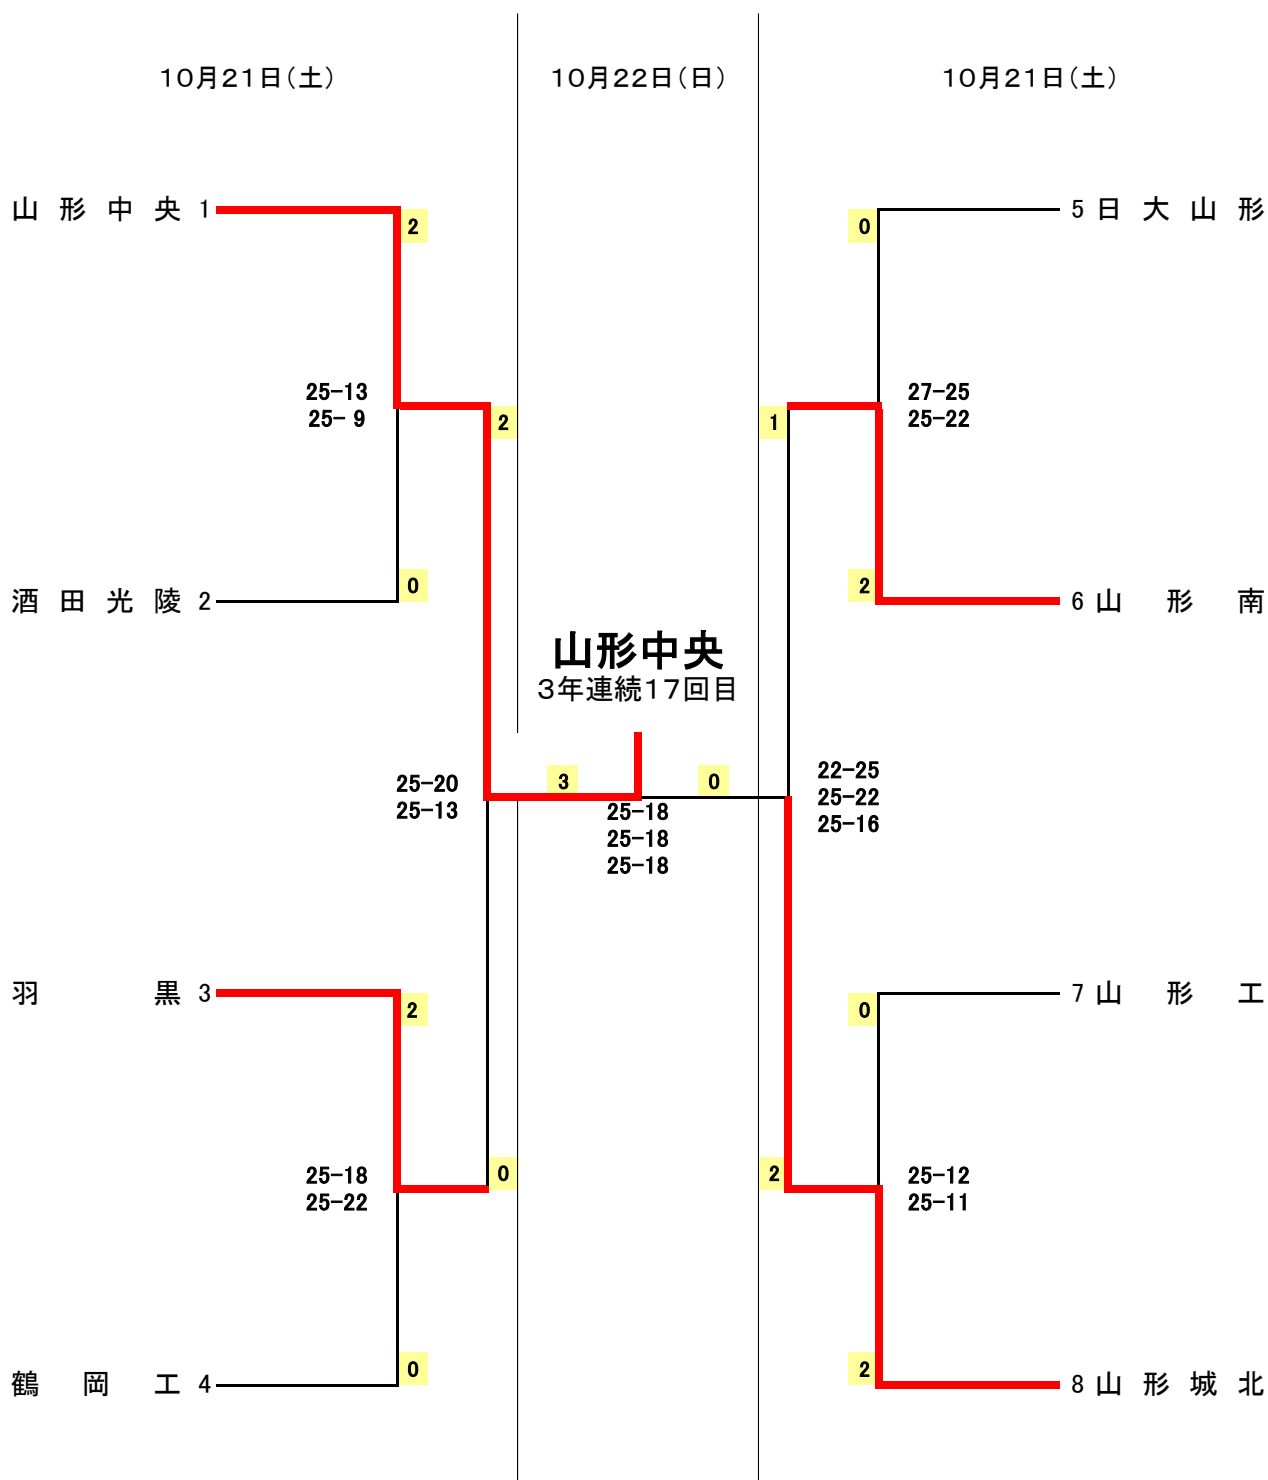 10月21日(土) 10月22日(日) 10月21日(土)
山形中央 1 2 0 5 日大山形
25-13 27-25
25- 9 2 1 25-22
酒田光陵 2 0 2 6 山形南
山形中央
3年連続17回目
25-20 3 0 22-25
25-13 25-18 25-22
25-18 25-16
25-18
羽黒 3 2 0 7 山形工
25-18 0 2 25-12
25-22 25-11
鶴岡工 4 0 2 8 山形城北